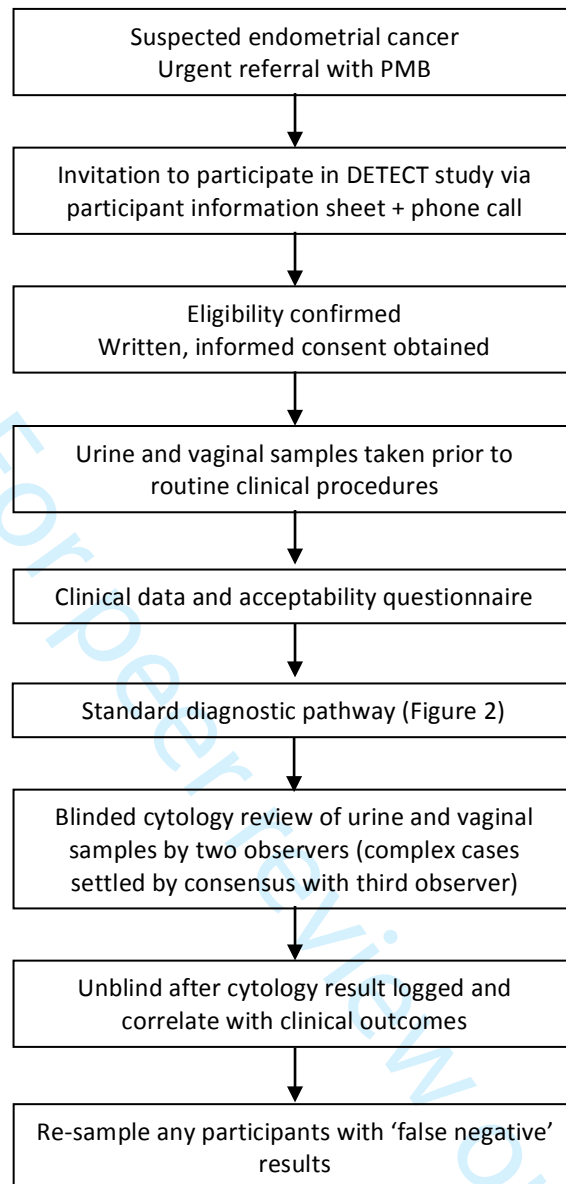 Suspected endometrial cancer
Urgent referral with PMB
Invitation to participate in DETECT study via
participant information sheet + phone call
Eligibility confirmed
Written, informed consent obtained
Urine and vaginal samples taken prior to
routine clinical procedures
Clinical data and acceptability questionnaire
Standard diagnostic pathway (Figure 2)
Blinded cytology review of urine and vaginal
samples by two observers (complex cases
settled by consensus with third observer)
Unblind after cytology result logged and
correlate with clinical outcomes
Re-sample any participants with ‘false negative’
results
For peer review